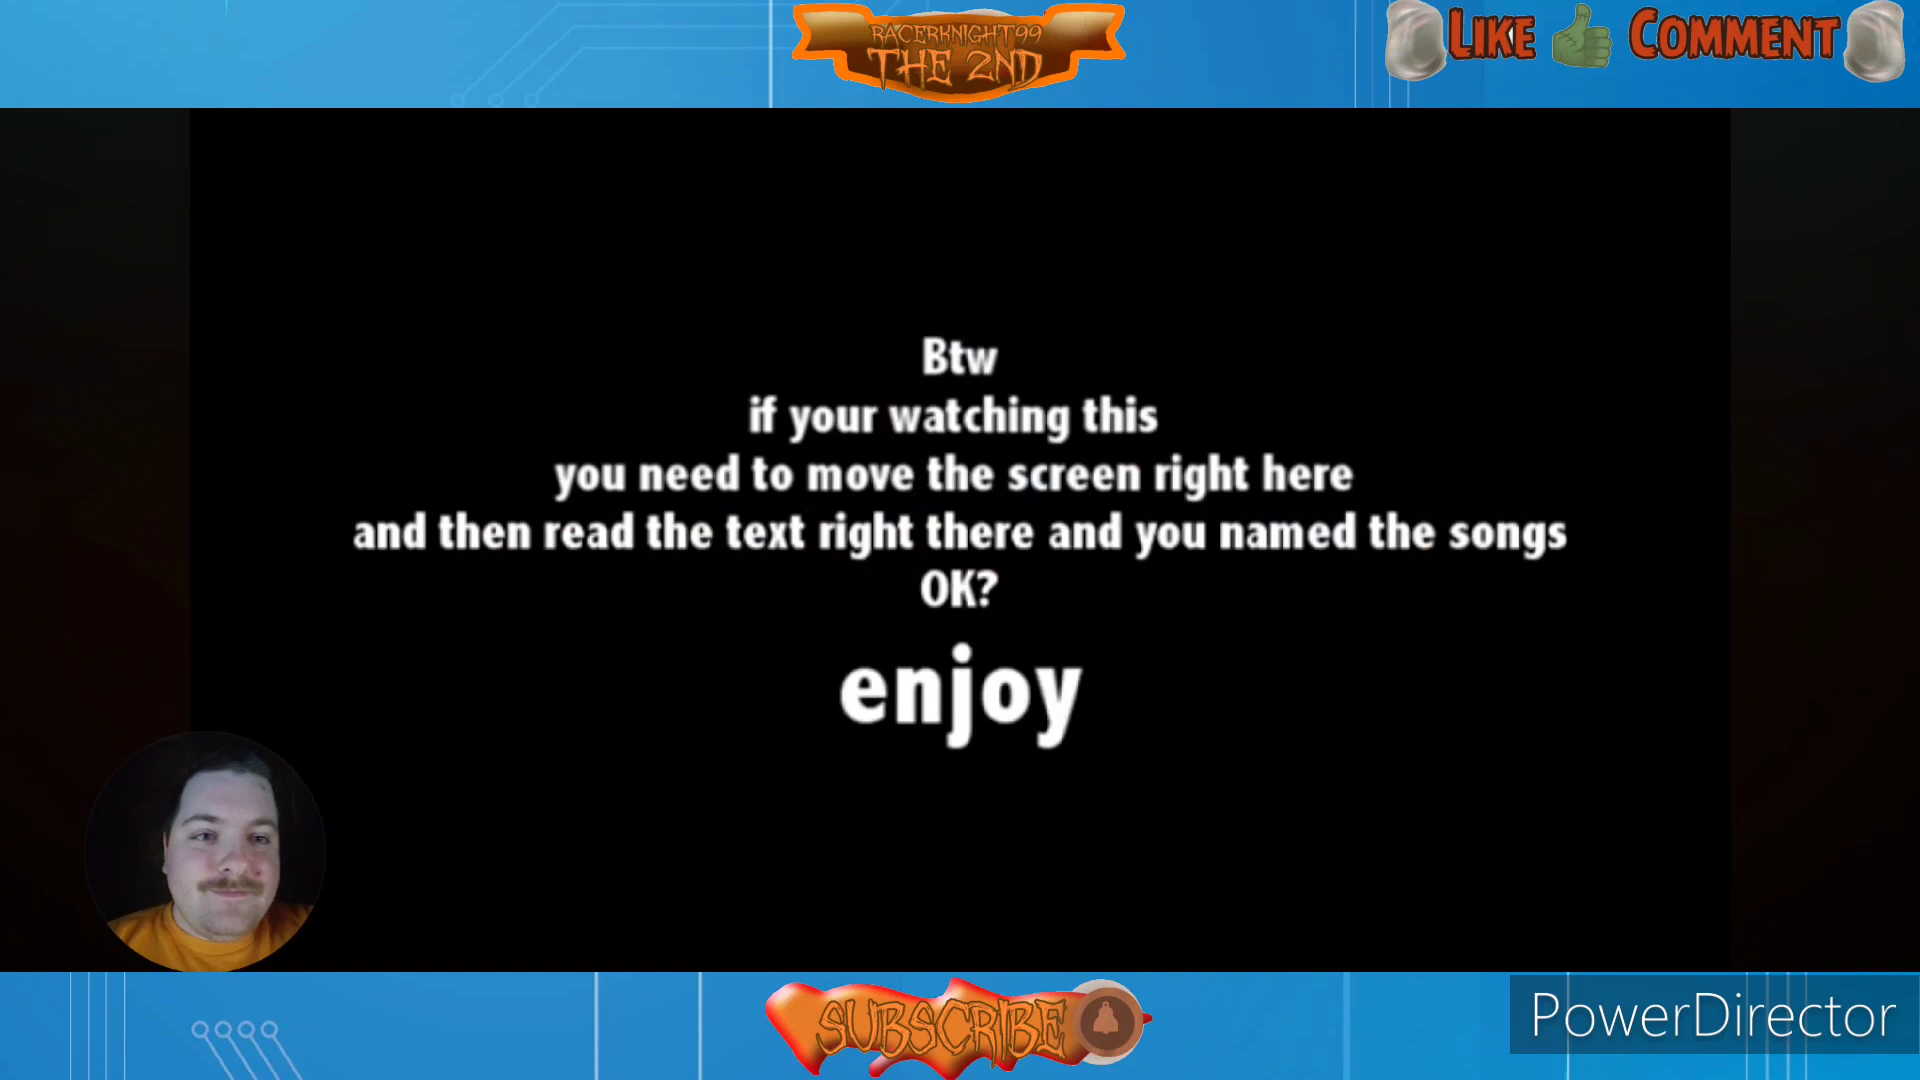 RACERKNIGHT99
THE 2ND
LIKE COMMENT
Btw
if your watching this
you need to move the screen right here
and then read the text right there and you named the songs
OK?
enjoy
SUBSCRIBE
PowerDirector